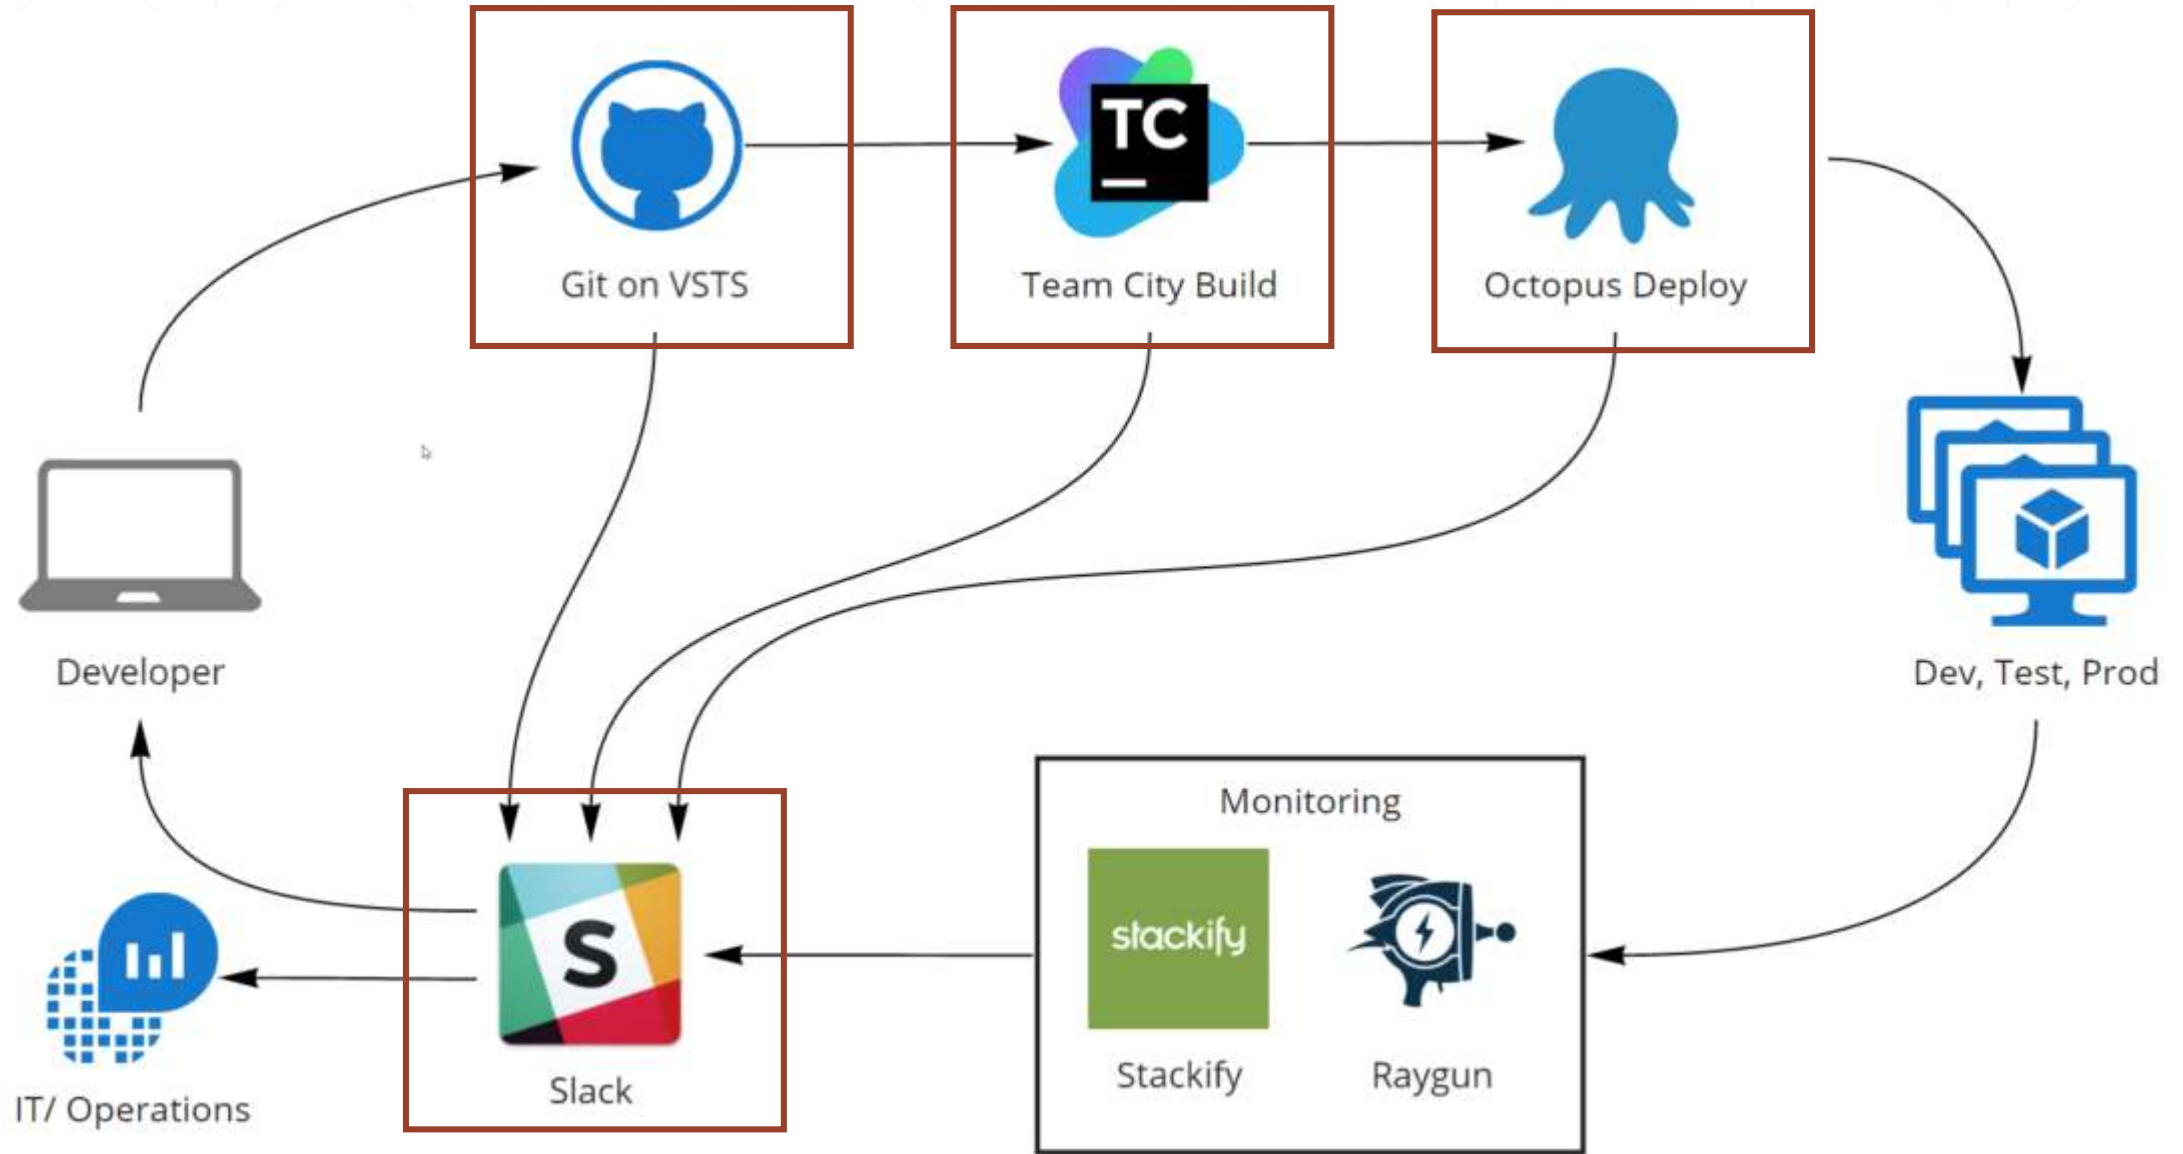 TC
Git on VSTS
Team City Build
Octopus Deploy
Developer
Dev, Test, Prod
Monitoring
stackify
S
Stackify
Raygun
Slack
IT/ Operations